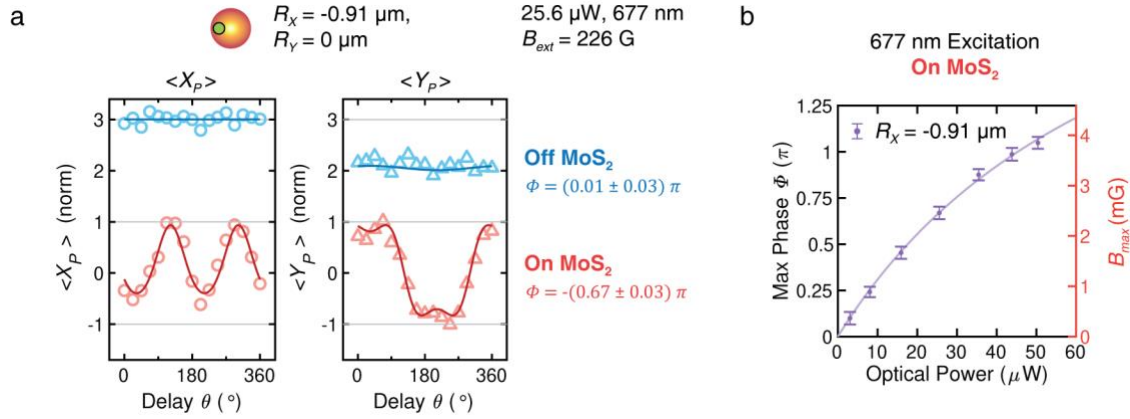 a
R_X = -0.91 μm,
R_Y = 0 μm
25.6 μW, 677 nm
B_ext = 226 G
<X_P>
<Y_P>
<X_P> (norm)
3
2
1
0
-1
0 180 360
Delay θ (°)
<Y_P> (norm)
3
2
1
0
-1
0 180 360
Delay θ (°)
Off MoS₂
Φ = (0.01 ± 0.03) π
On MoS₂
Φ = -(0.67 ± 0.03) π
b
677 nm Excitation
On MoS₂
R_X = -0.91 μm
Max Phase Φ (π)
1.25
1
0.75
0.5
0.25
0
0 10 20 30 40 50 60
Optical Power (μW)
4
3
2
1
0
B_max (mG)